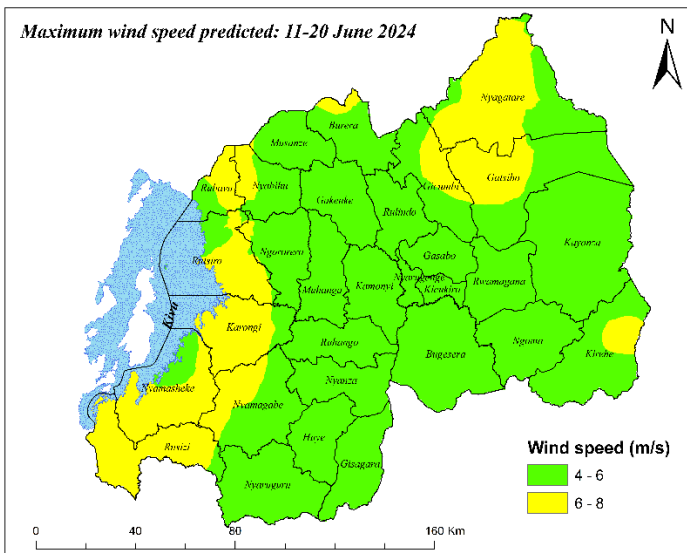 Maximum wind speed predicted: 11-20 June 2024
N
Nyagatare
Burera
Musanze
Rubavo
Nyabihu
Gakenke
Gicumbi
Gatsibo
Rulindo
Rutsiro
Ngororero
Gasabo
Kayonza
Muhanga
Kamonyi
Nyarugenge
Kicukiro
Rwamagana
Kivu
Karongi
Ruhango
Bugesera
Ngoma
Kirehe
Nyamasheke
Nyanza
Nyamagabe
Rusizi
Huye
Gisagara
Nyaruguru
Wind speed (m/s)
4 - 6
6 - 8
0 40 80 160 Km